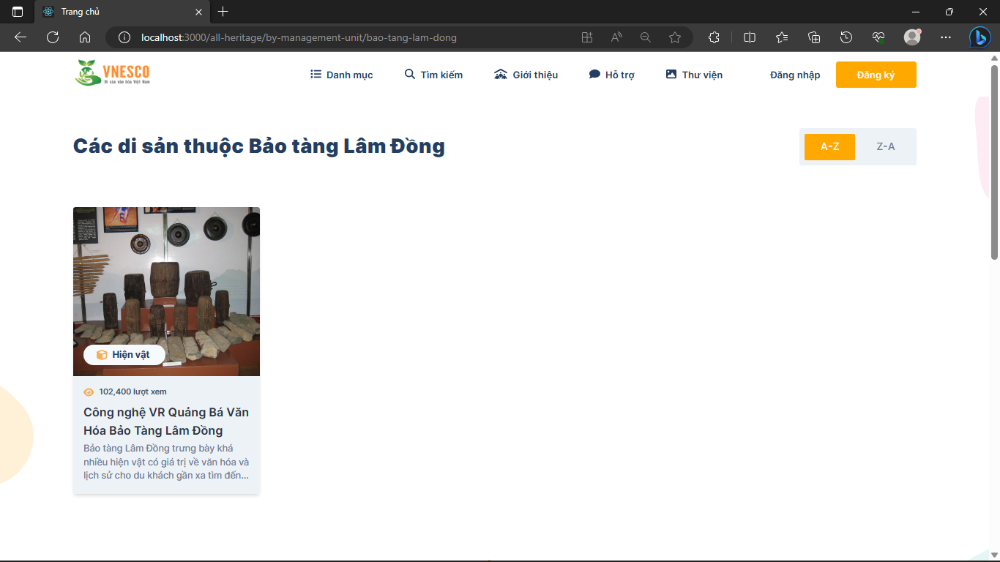 Trang chủ
localhost:3000/all-heritage/by-management-unit/bao-tang-lam-dong
VNESCO
Di sản văn hóa Việt Nam
Danh mục
Tìm kiếm
Giới thiệu
Hỗ trợ
Thư viện
Đăng nhập
Đăng ký
Các di sản thuộc Bảo tàng Lâm Đồng
A-Z
Z-A
Hiện vật
102,400 lượt xem
Công nghệ VR Quảng Bá Văn
Hóa Bảo Tàng Lâm Đồng
Bảo tàng Lâm Đồng trưng bày khá
nhiều hiện vật có giá trị về văn hóa và
lịch sử cho du khách gần xa tìm đến...